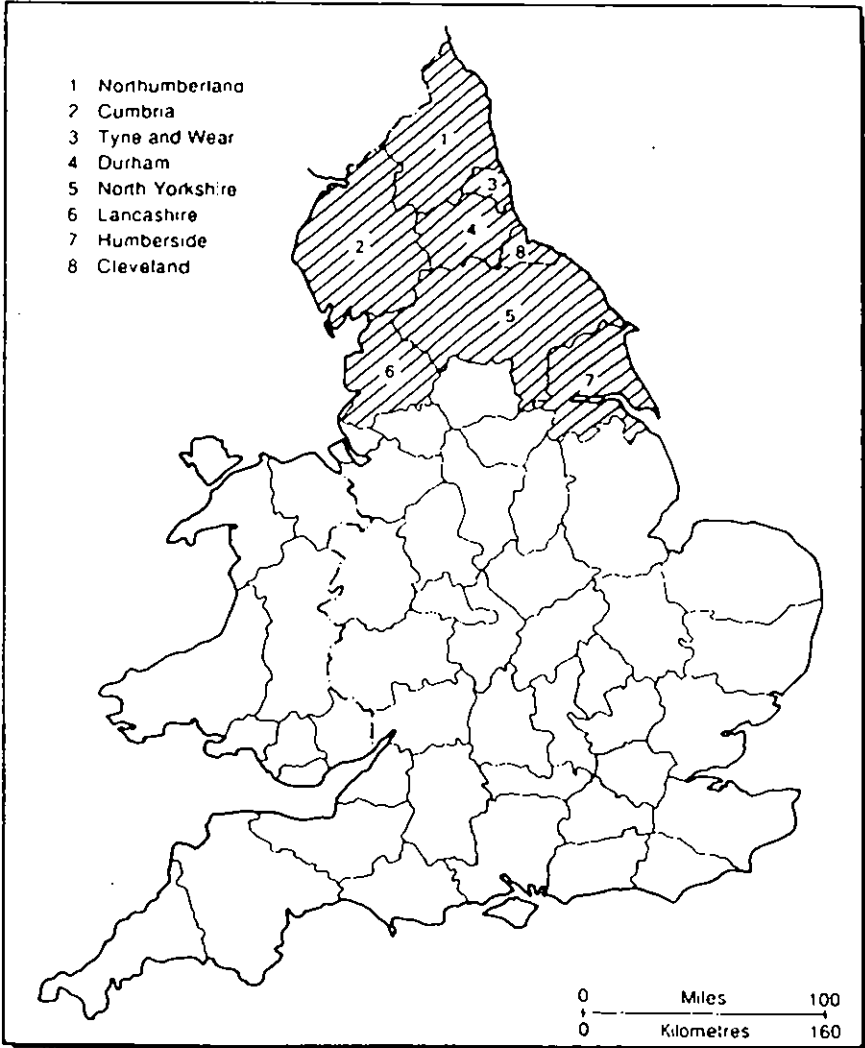 1 Northumberland
2 Cumbria
3 Tyne and Wear
4 Durham
5 North Yorkshire
6 Lancashire
7 Humberside
8 Cleveland
1
3
4
2
8
5
6
7
0 Miles 100
0 Kilometres 160